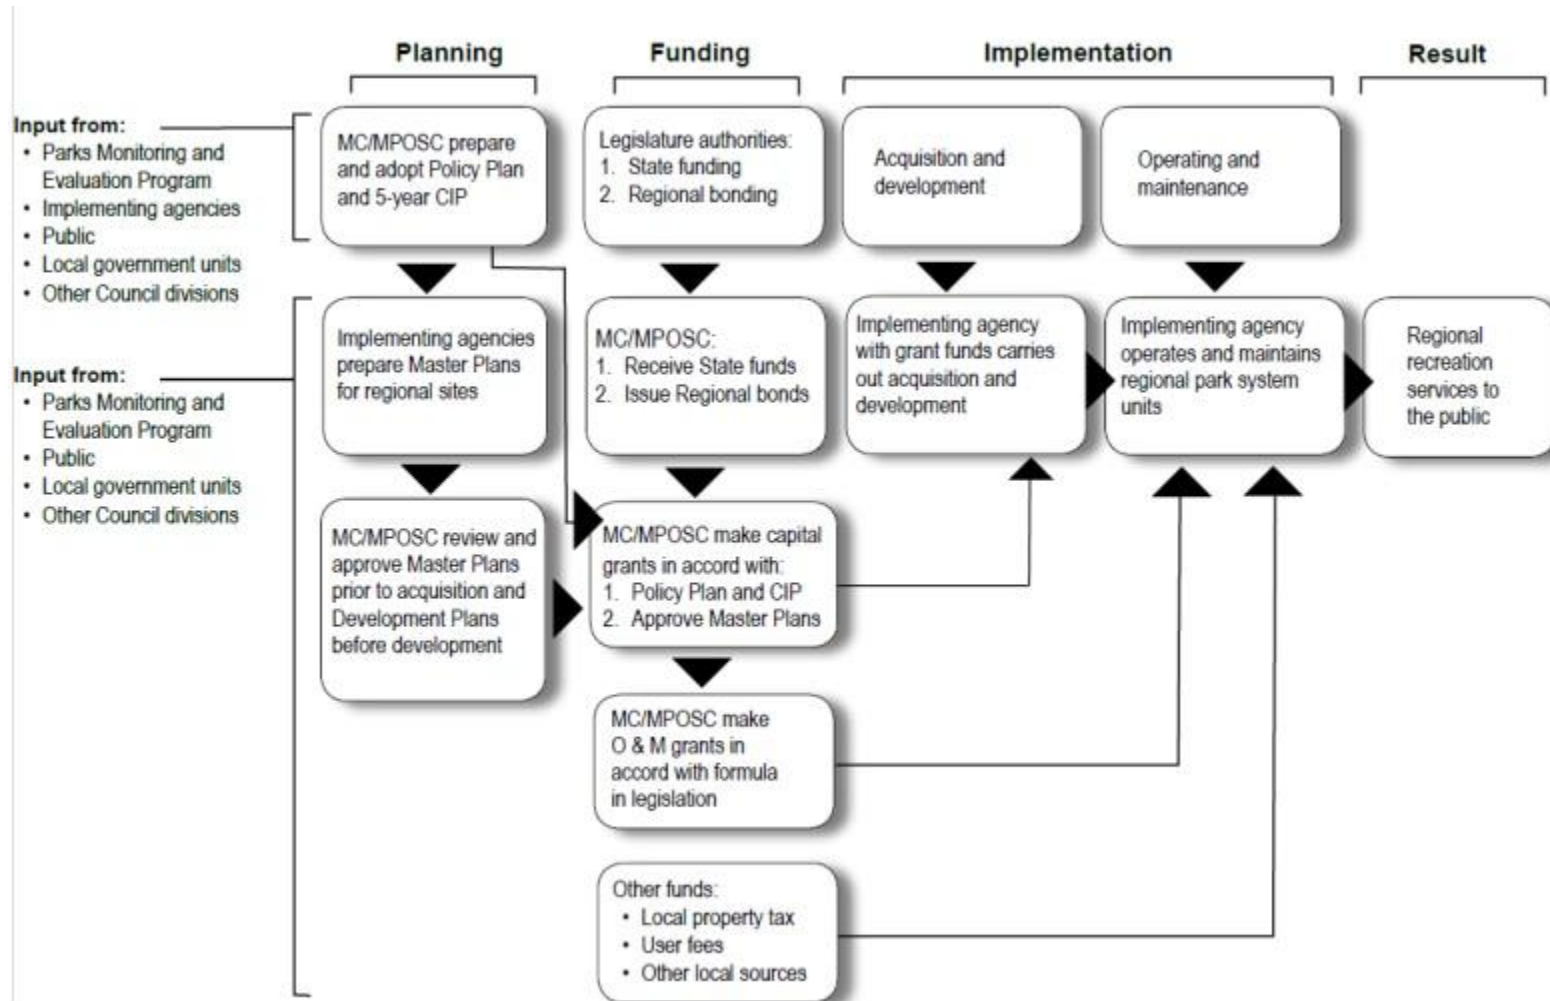 Planning
Funding
Implementation
Result
Input from:
• Parks Monitoring and
Evaluation Program
• Implementing agencies
• Public
• Local government units
• Other Council divisions
MC/MPOSC prepare
and adopt Policy Plan
and 5-year CIP
Legislature authorities:
1. State funding
2. Regional bonding
Acquisition and
development
Operating and
maintenance
Input from:
• Parks Monitoring and
Evaluation Program
• Public
• Local government units
• Other Council divisions
Implementing agencies
prepare Master Plans
for regional sites
MC/MPOSC:
1. Receive State funds
2. Issue Regional bonds
Implementing agency
with grant funds carries
out acquisition and
development
Implementing agency
operates and maintains
regional park system
units
Regional
recreation
services to
the public
MC/MPOSC review and
approve Master Plans
prior to acquisition and
Development Plans
before development
MC/MPOSC make capital
grants in accord with:
1. Policy Plan and CIP
2. Approve Master Plans
MC/MPOSC make
O & M grants in
accord with formula
in legislation
Other funds:
• Local property tax
• User fees
• Other local sources